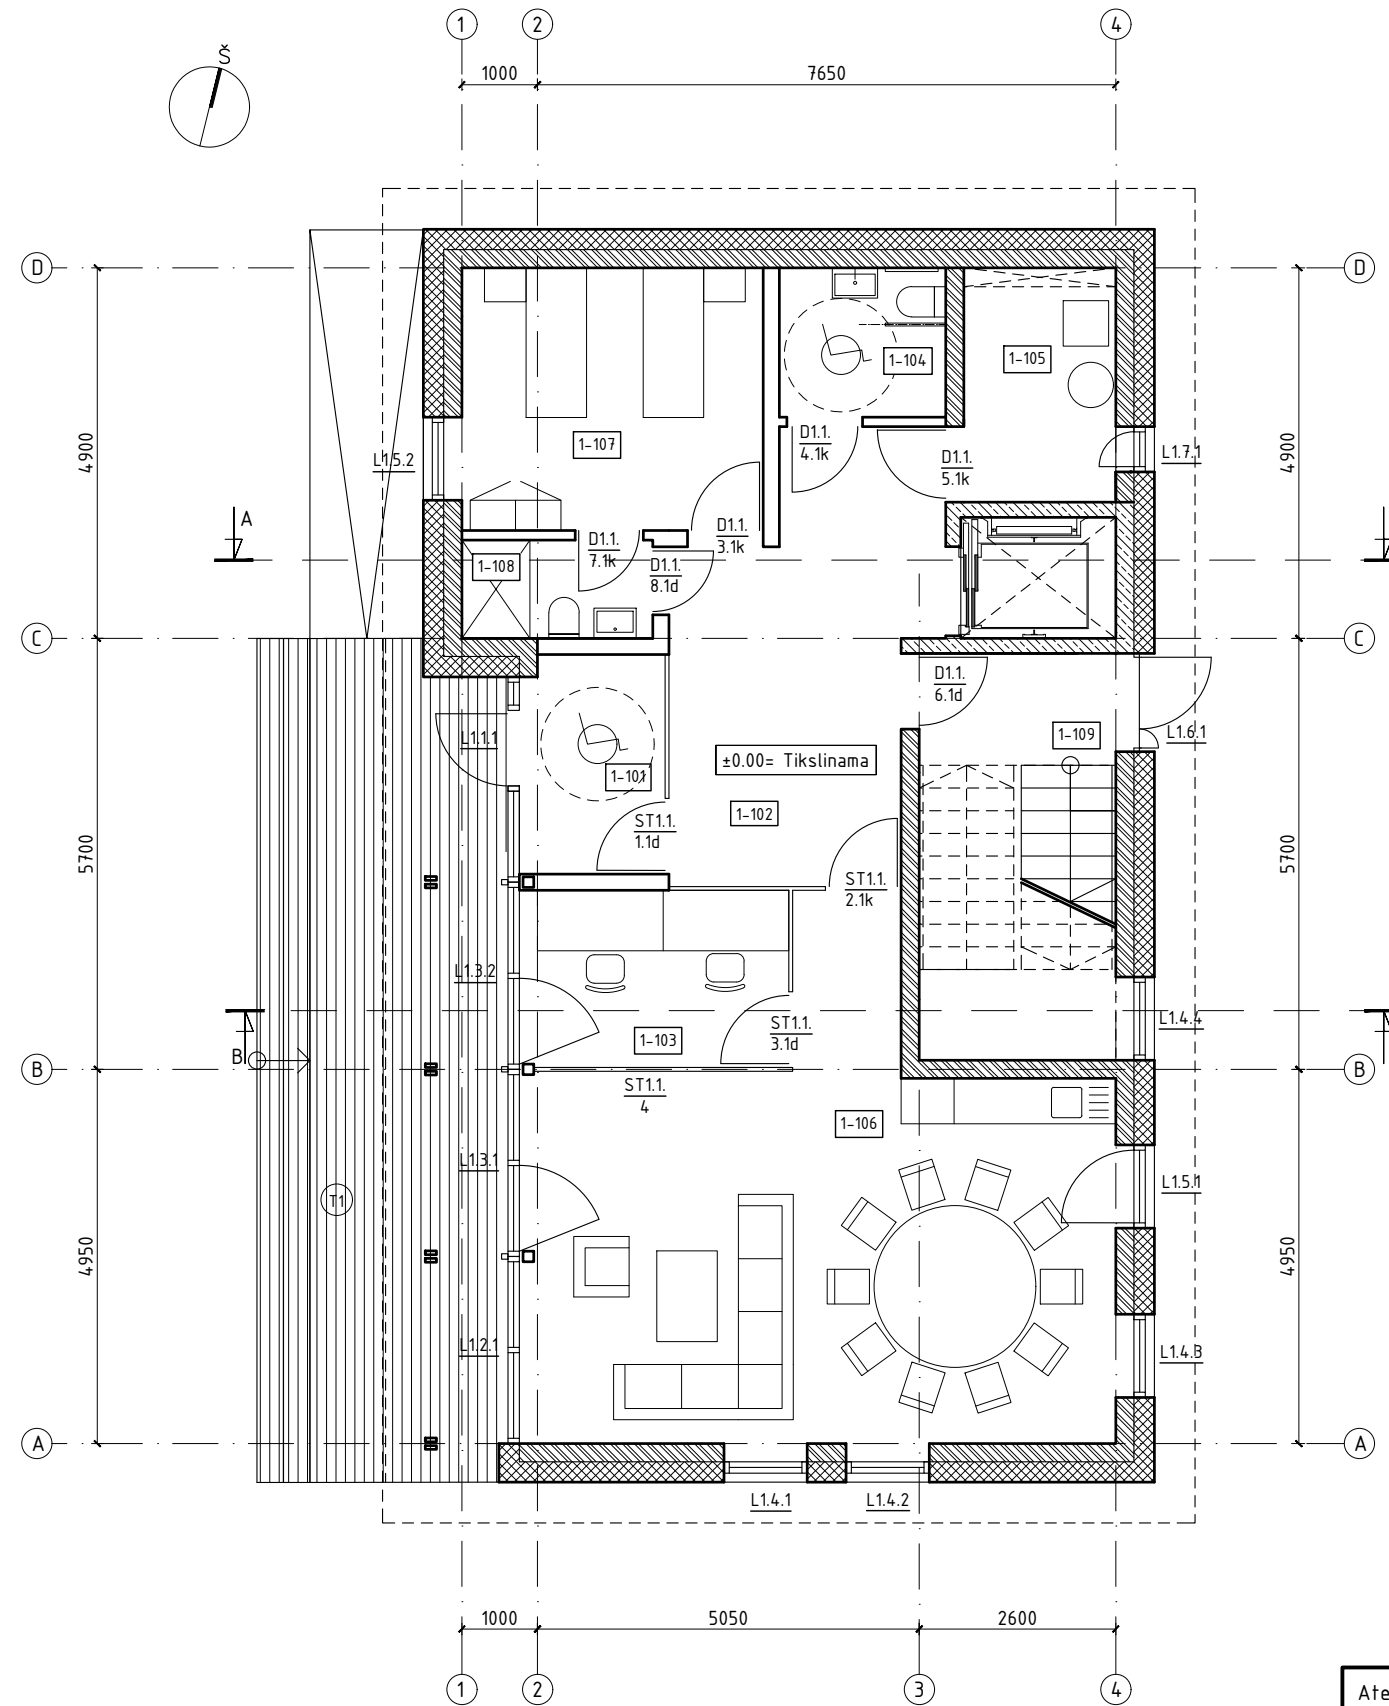 1
2
4
Š
1000
7650
D
D
1-104
1-105
D1.1.
4.1k
1-107
4900
4900
L1.5.2
D1.1.
5.1k
L1.7.1
A
D1.1.
3.1k
D1.1.
7.1k
1-108
D1.1.
8.1d
C
C
D1.1.
6.1d
L1.1.1
1-109
L1.6.1
±0.00= Tikslinama
1-101
1-102
ST1.1.
1.1d
5700
5700
ST1.1.
2.1k
L1.3.2
ST1.1.
3.1d
L1.4.4
1-103
B
B
B
ST1.1.
4
1-106
L1.3.1
L1.5.1
T1
4950
4950
L1.2.1
L1.4.3
A
A
L1.4.1
L1.4.2
1000
5050
2600
1
2
3
4